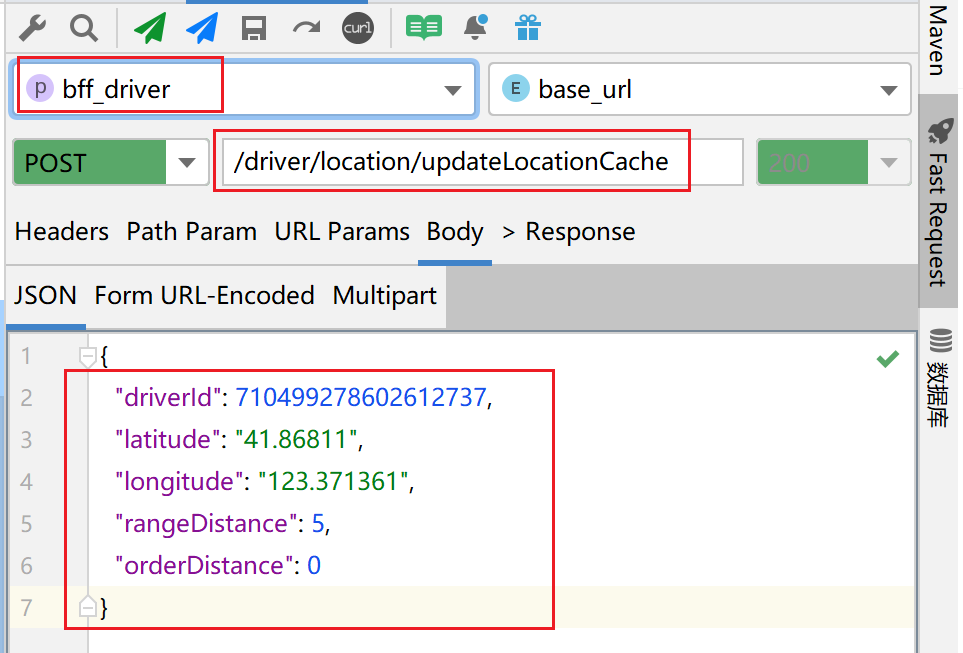 curl
P bff_driver
E base_url
POST
/driver/location/updateLocationCache
200
Headers Path Param URL Params Body > Response
JSON Form URL-Encoded Multipart
1 {
2 "driverId": 710499278602612737,
3 "latitude": "41.86811",
4 "longitude": "123.371361",
5 "rangeDistance": 5,
6 "orderDistance": 0
7 }
Maven
Fast Request
数据库